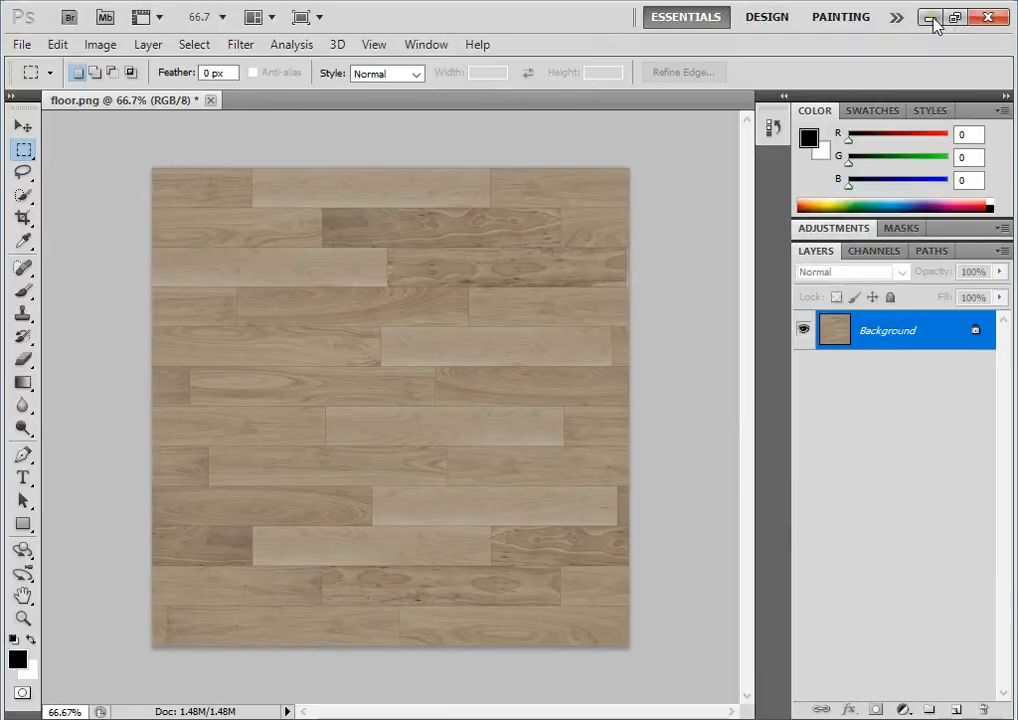 Ps Br Mb 66.7 ESSENTIALS DESIGN PAINTING
File Edit Image Layer Select Filter Analysis 3D View Window Help
Feather: 0 px Anti-alias Style: Normal Width: Height: Refine Edge...
floor.png @ 66.7% (RGB/8) *
COLOR SWATCHES STYLES
R 0
G 0
B 0
ADJUSTMENTS MASKS
LAYERS CHANNELS PATHS
Normal Opacity: 100%
Lock: Fill: 100%
Background
T
66.67% Doc: 1.48M/1.48M
fx